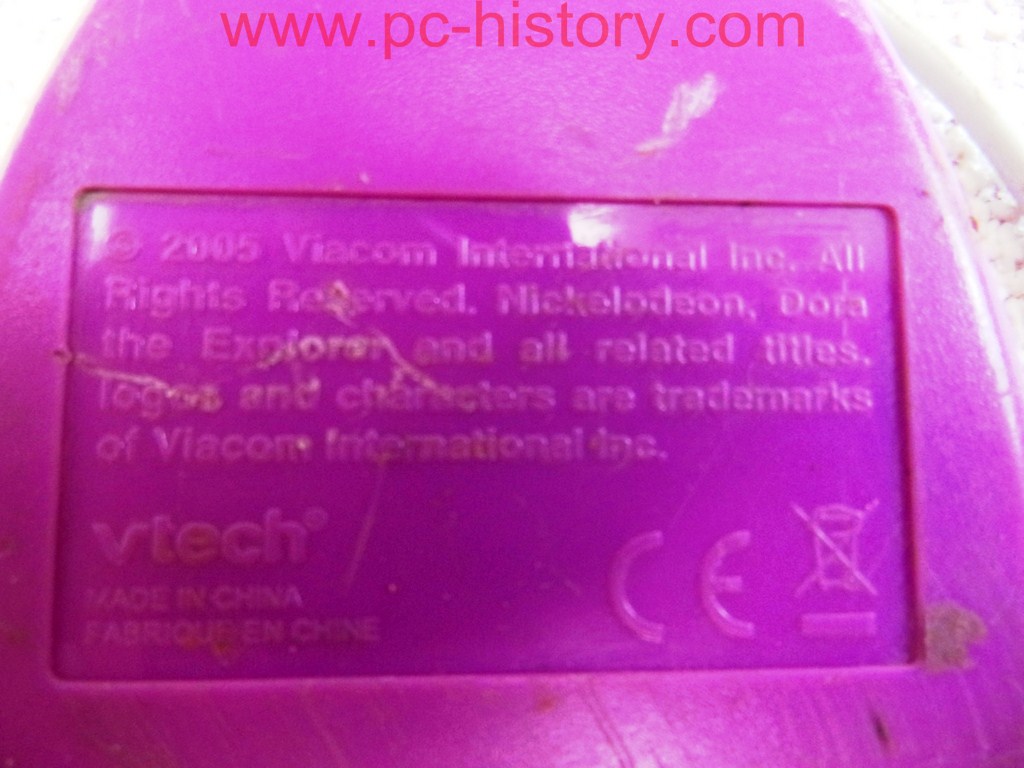 www.pc-history.com
© 2005 Viacom International Inc. All
Rights Reserved. Nickelodeon, Dora
the Explorer and all related titles,
logos and characters are trademarks
of Viacom International Inc.
vtech®
MADE IN CHINA
FABRIQUE EN CHINE
CE